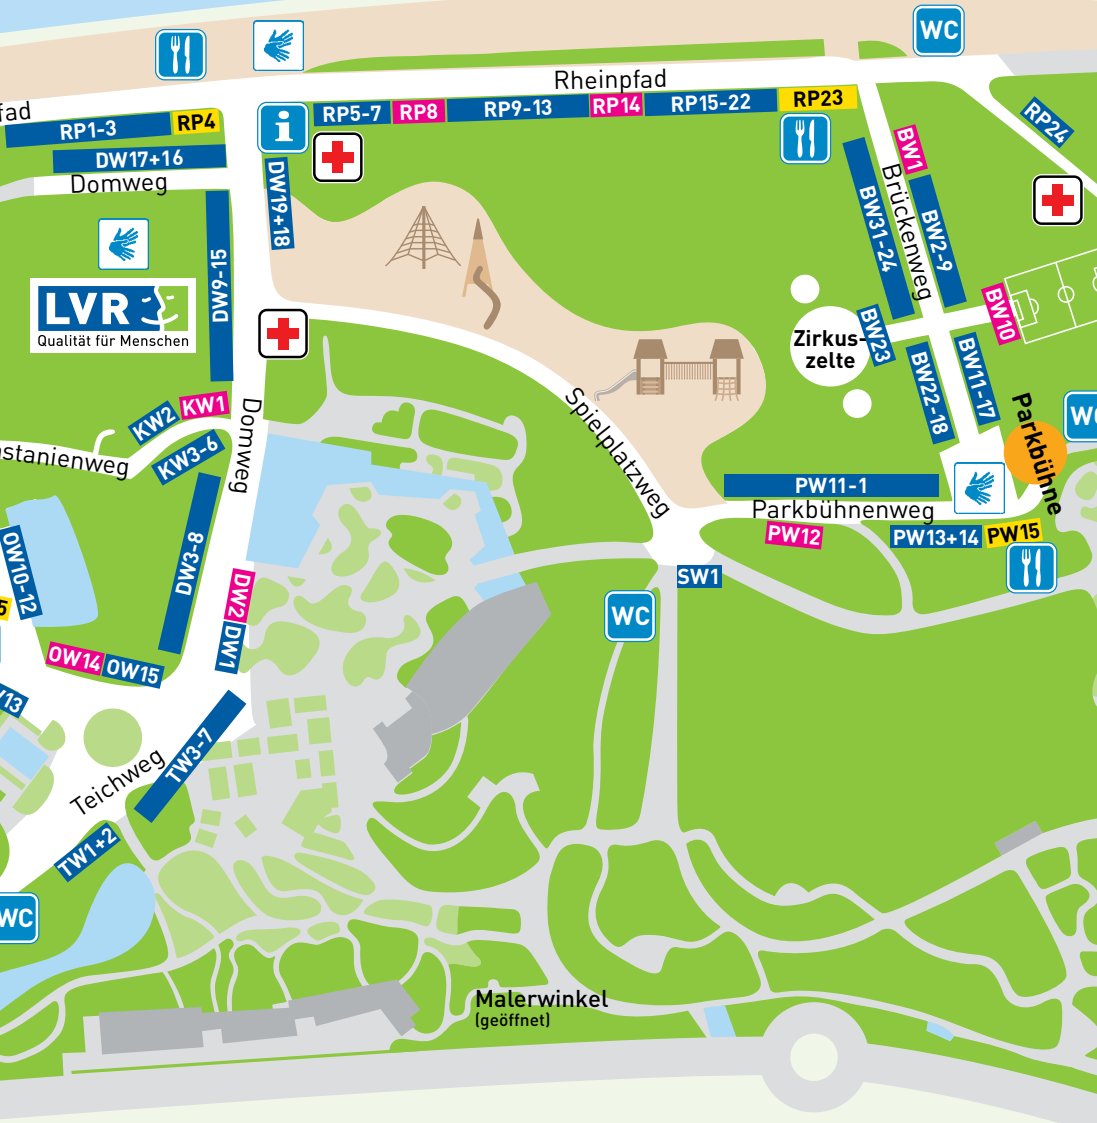 WC
Rheinpfad
fad
RP1-3
RP4
i
RP5-7
RP8
RP9-13
RP14
RP15-22
RP23
RP24
DW17+16
Domweg
DW19+18
BW1
Brückenweg
BW31-24
BW2-9
DW9-15
LVR
Qualität für Menschen
BW10
Zirkus-
zelte
BW23
BW22-18
BW11-17
KW2
KW1
KW3-6
stanienweg
Domweg
Spielplatzweg
Parkbühne
WC
PW11-1
Parkbühnenweg
PW12
PW13+14
PW15
OW10-12
DW3-8
DW2
DW1
SW1
WC
5
OW14
OW15
/13
TW3-7
Teichweg
TW1+2
WC
Malerwinkel
(geöffnet)